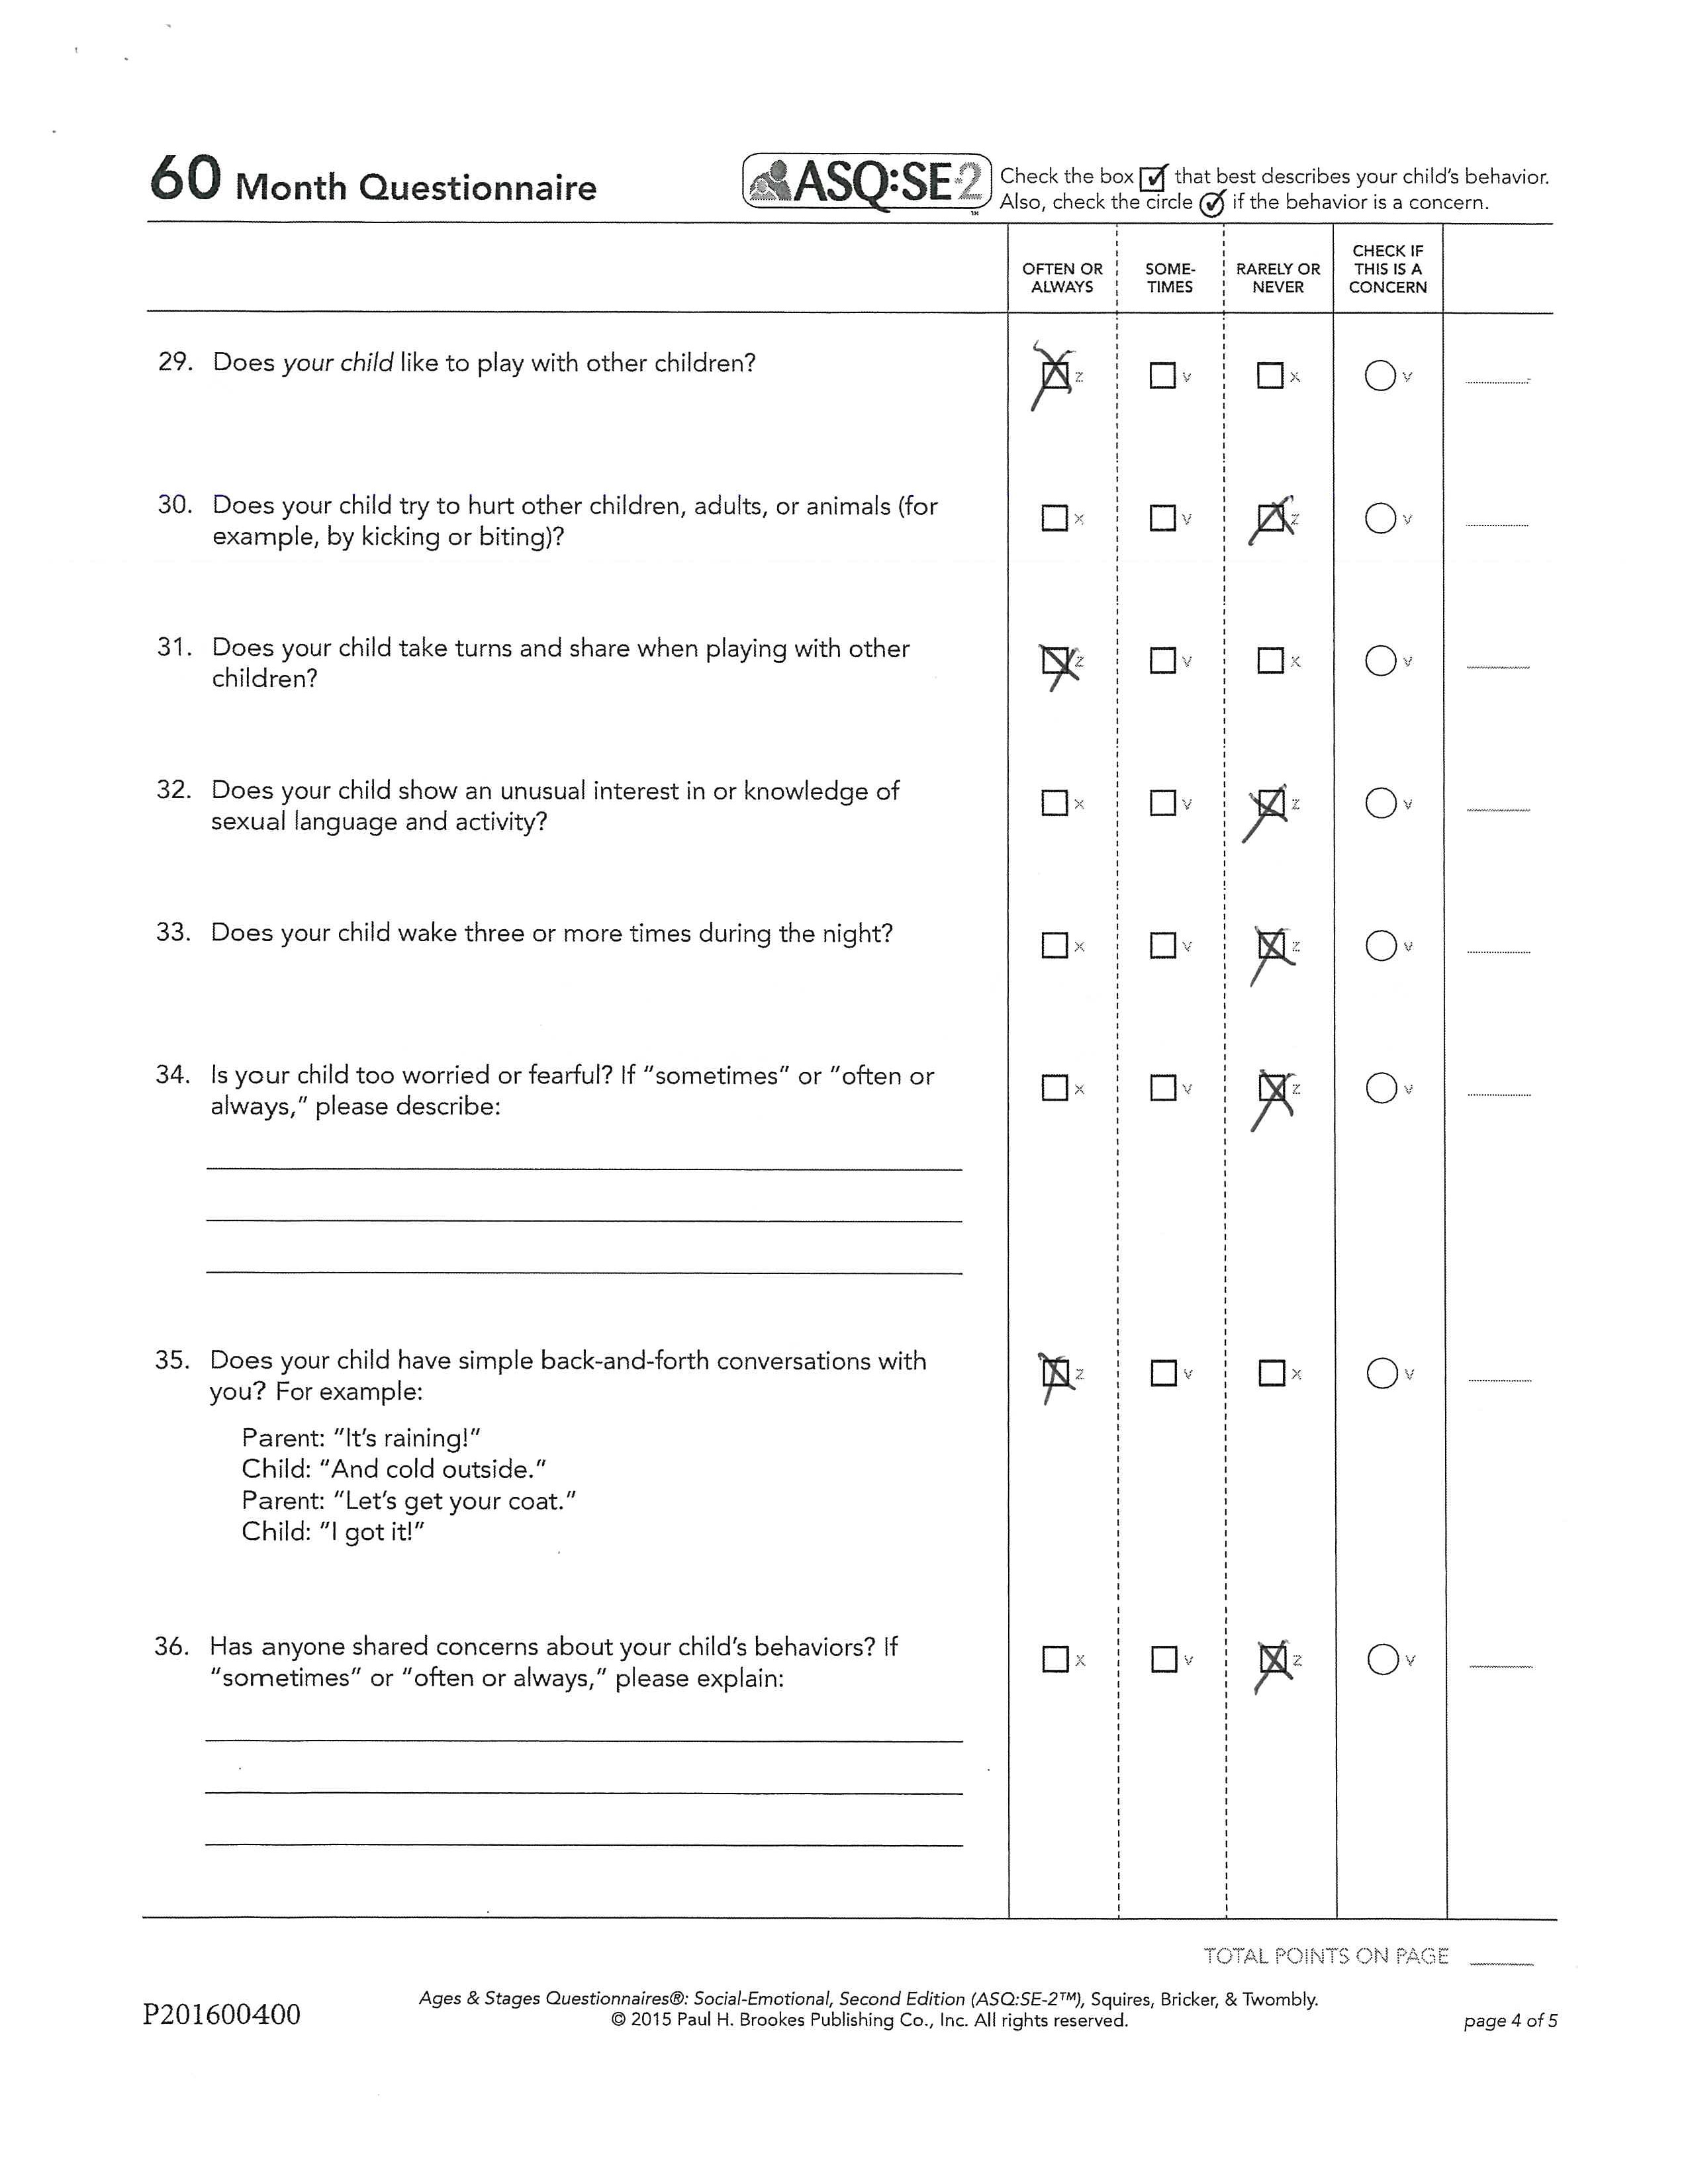 60 Month Questionnaire
ASQ:SE-2™
Check the box ☑ that best describes your child's behavior.
Also, check the circle ✓ if the behavior is a concern.
OFTEN OR ALWAYS
SOME-TIMES
RARELY OR NEVER
CHECK IF THIS IS A CONCERN
29. Does your child like to play with other children? ☒ z ☐ v ☐ x ○ v
30. Does your child try to hurt other children, adults, or animals (for
example, by kicking or biting)? ☐ x ☐ v ☒ z ○ v
31. Does your child take turns and share when playing with other
children? ☒ z ☐ v ☐ x ○ v
32. Does your child show an unusual interest in or knowledge of
sexual language and activity? ☐ x ☐ v ☒ z ○ v
33. Does your child wake three or more times during the night? ☐ x ☐ v ☒ z ○ v
34. Is your child too worried or fearful? If "sometimes" or "often or
always," please describe: ☐ x ☐ v ☒ z ○ v
35. Does your child have simple back-and-forth conversations with
you? For example: ☒ z ☐ v ☐ x ○ v
Parent: "It's raining!"
Child: "And cold outside."
Parent: "Let's get your coat."
Child: "I got it!"
36. Has anyone shared concerns about your child's behaviors? If
"sometimes" or "often or always," please explain: ☐ x ☐ v ☒ z ○ v
TOTAL POINTS ON PAGE
P201600400
Ages & Stages Questionnaires®: Social-Emotional, Second Edition (ASQ:SE-2™), Squires, Bricker, & Twombly.
© 2015 Paul H. Brookes Publishing Co., Inc. All rights reserved.
page 4 of 5